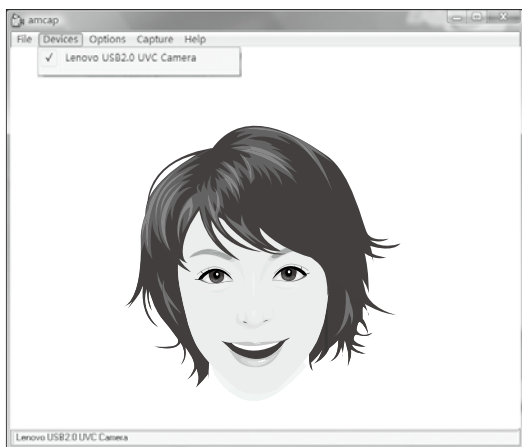 amcap
File Devices Options Capture Help
✓ Lenovo USB2.0 UVC Camera
Lenovo USB2.0 UVC Camera